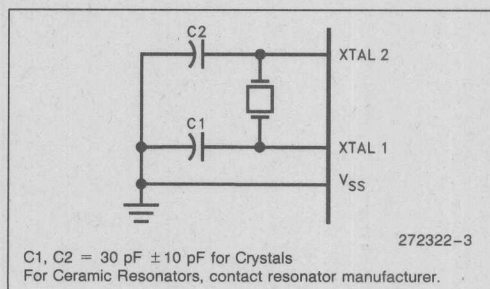 C2
XTAL 2
C1
XTAL 1
VSS
272322-3
C1, C2 = 30 pF ±10 pF for Crystals
For Ceramic Resonators, contact resonator manufacturer.